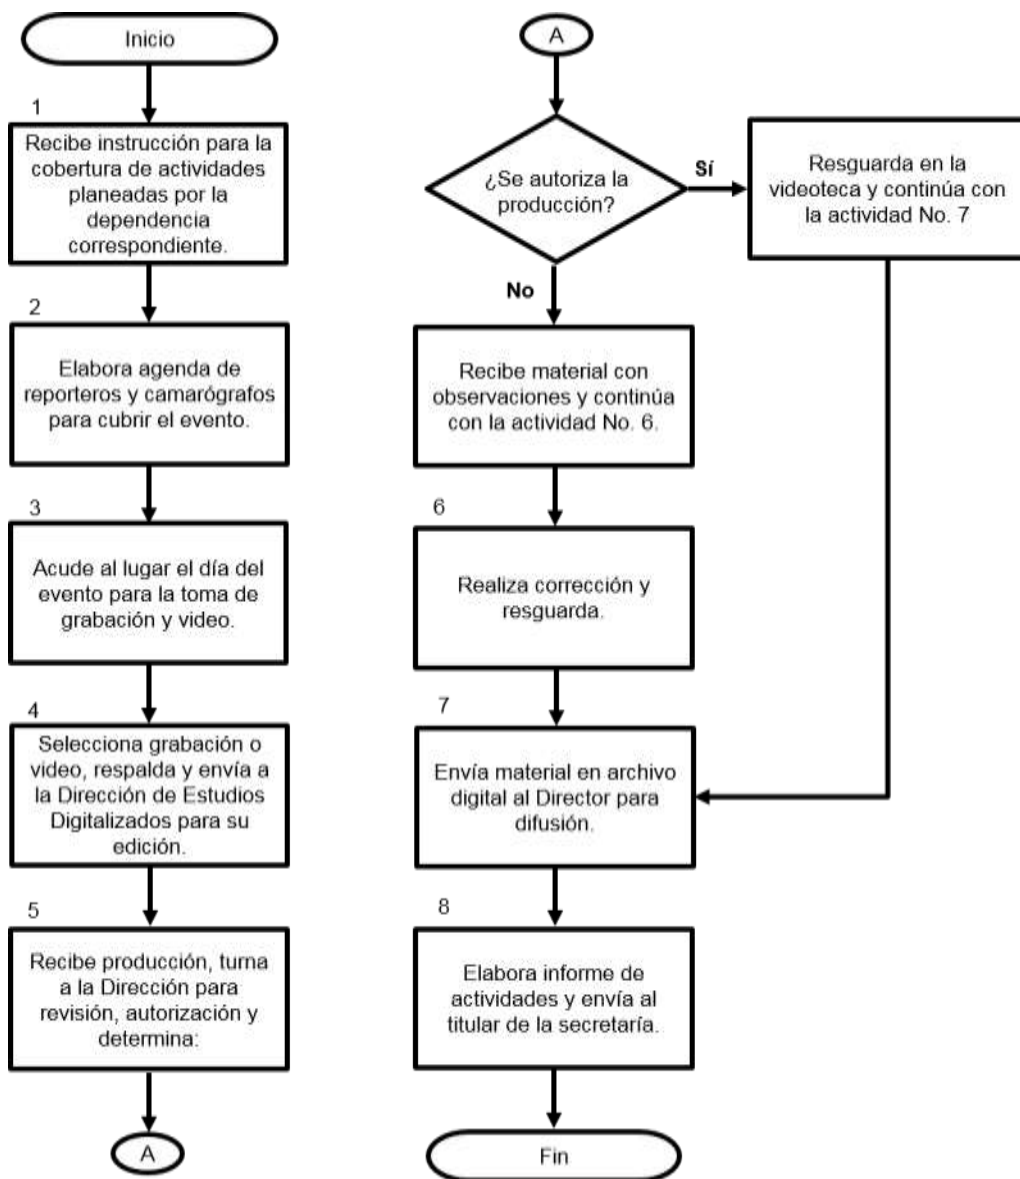 Inicio
1
Recibe instrucción para la
cobertura de actividades
planeadas por la
dependencia
correspondiente.
2
Elabora agenda de
reporteros y camarógrafos
para cubrir el evento.
3
Acude al lugar el día del
evento para la toma de
grabación y video.
4
Selecciona grabación o
video, respalda y envía a
la Dirección de Estudios
Digitalizados para su
edición.
5
Recibe producción, turna
a la Dirección para
revisión, autorización y
determina:
A
A
¿Se autoriza la
producción?
Sí
Resguarda en la
videoteca y continúa con
la actividad No. 7
No
Recibe material con
observaciones y continúa
con la actividad No. 6.
6
Realiza corrección y
resguarda.
7
Envía material en archivo
digital al Director para
difusión.
8
Elabora informe de
actividades y envía al
titular de la secretaría.
Fin